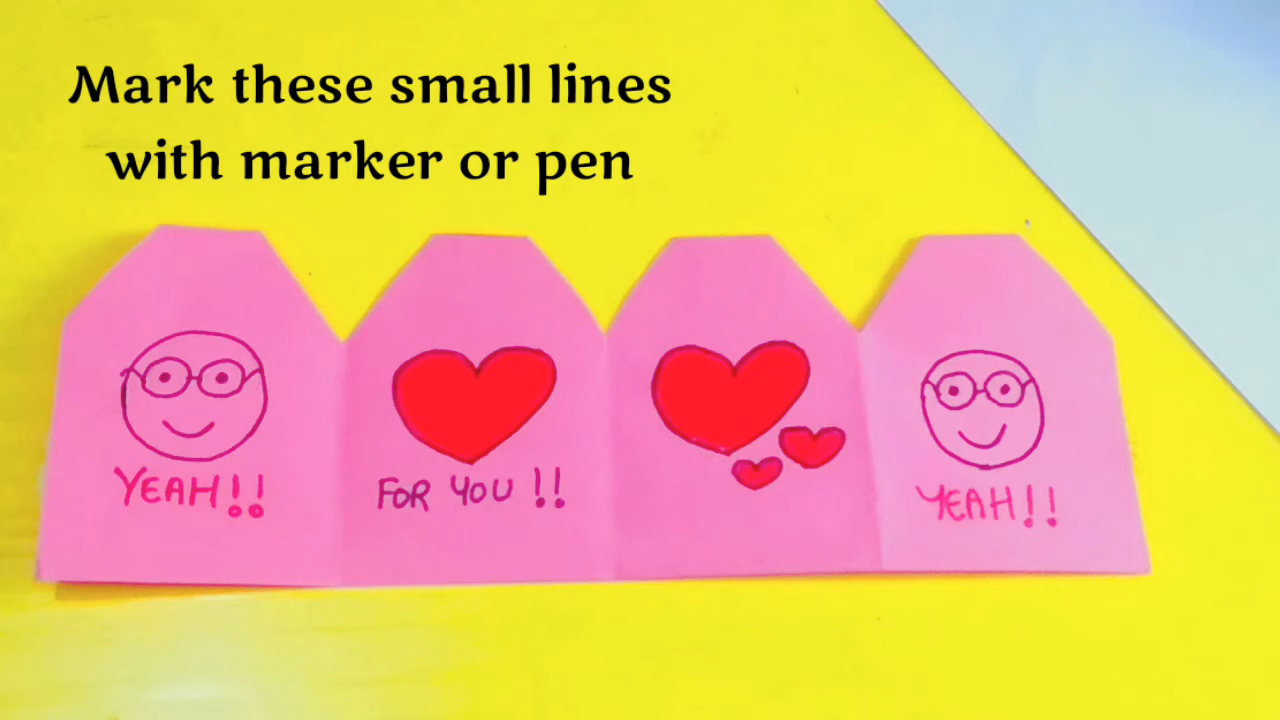 Mark these small lines
with marker or pen
YEAH!!
FOR YOU !!
YEAH!!